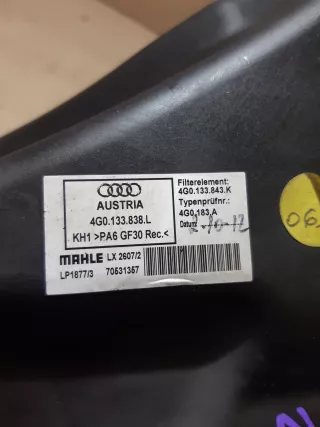 AUSTRIA
4G0.133.838.L
KH1 >PA6 GF30 Rec.<
Filterelement:
4G0.133.843.K
Typenprüfnr.:
4G0.183.A
Datum:
MAHLE LX 2607/2
LP1877/3 70531357
06